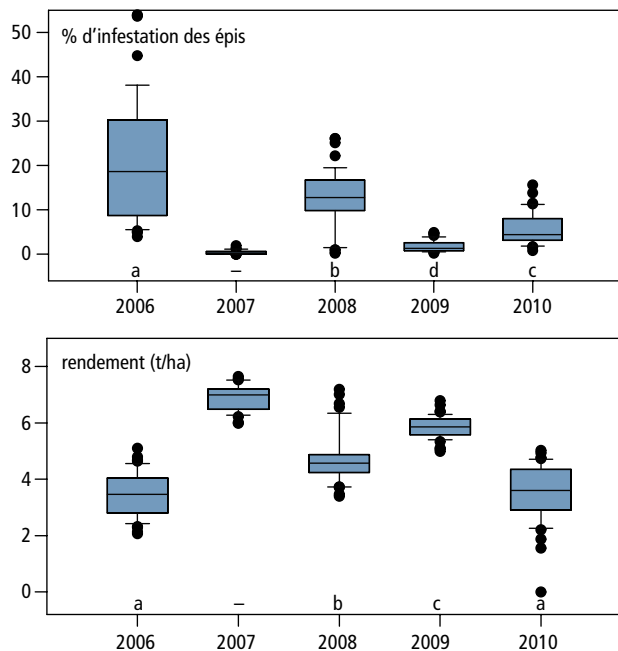 % d'infestation des épis
50
40
30
20
10
0
a – b d c
2006 2007 2008 2009 2010
rendement (t/ha)
8
6
4
2
0
a – b c a
2006 2007 2008 2009 2010